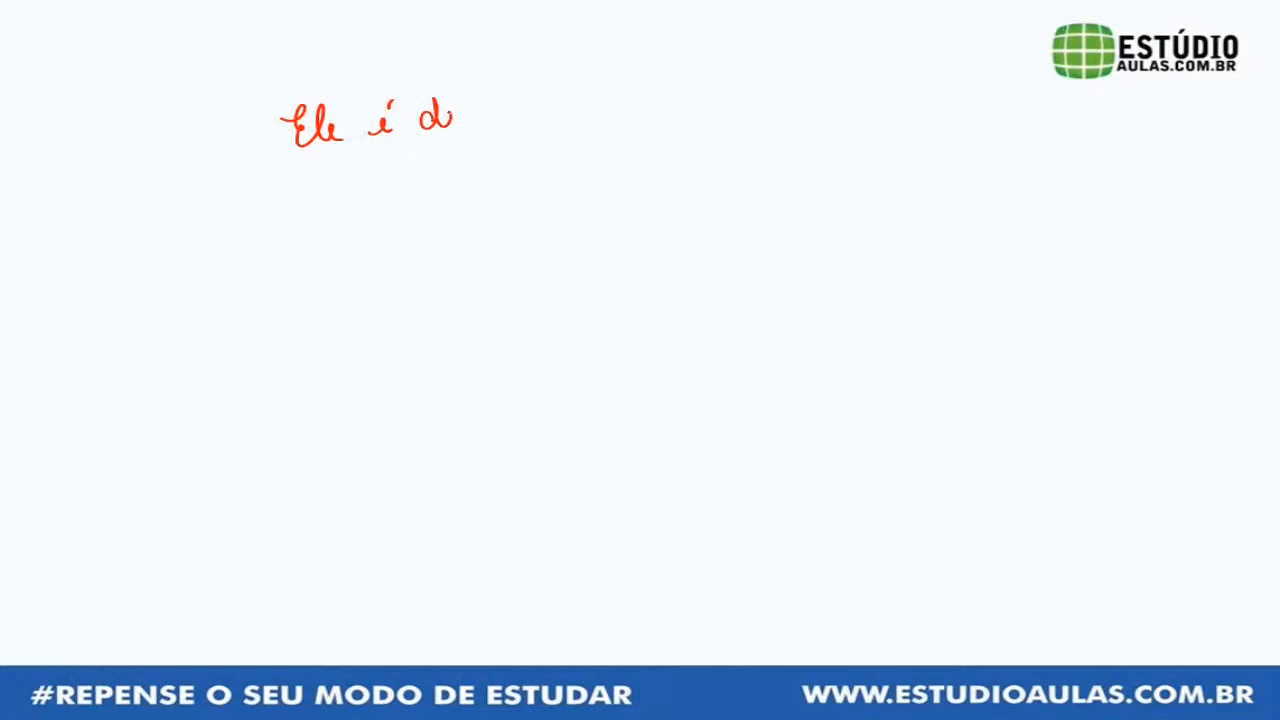 ESTÚDIO
AULAS.COM.BR
Ele é d
#REPENSE O SEU MODO DE ESTUDAR
WWW.ESTUDIOAULAS.COM.BR